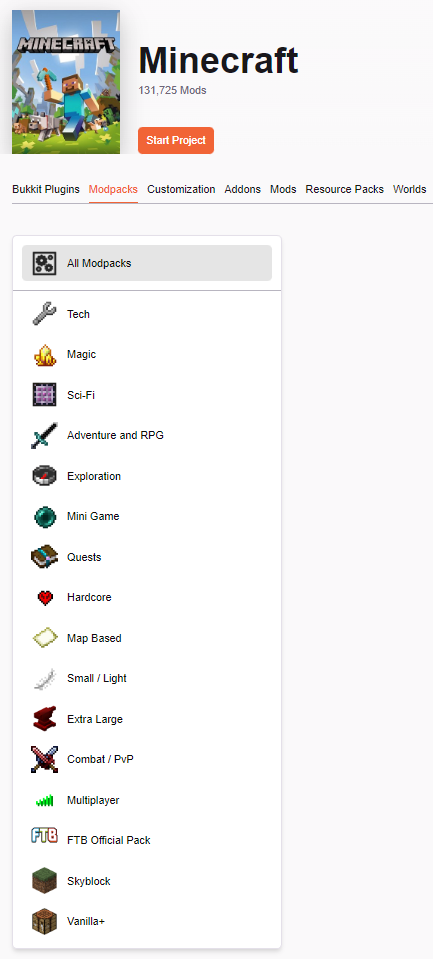 MINECRAFT
Minecraft
131,725 Mods
Start Project
Bukkit Plugins Modpacks Customization Addons Mods Resource Packs Worlds
All Modpacks
Tech
Magic
Sci-Fi
Adventure and RPG
Exploration
Mini Game
Quests
Hardcore
Map Based
Small / Light
Extra Large
Combat / PvP
Multiplayer
FTB FTB Official Pack
Skyblock
Vanilla+